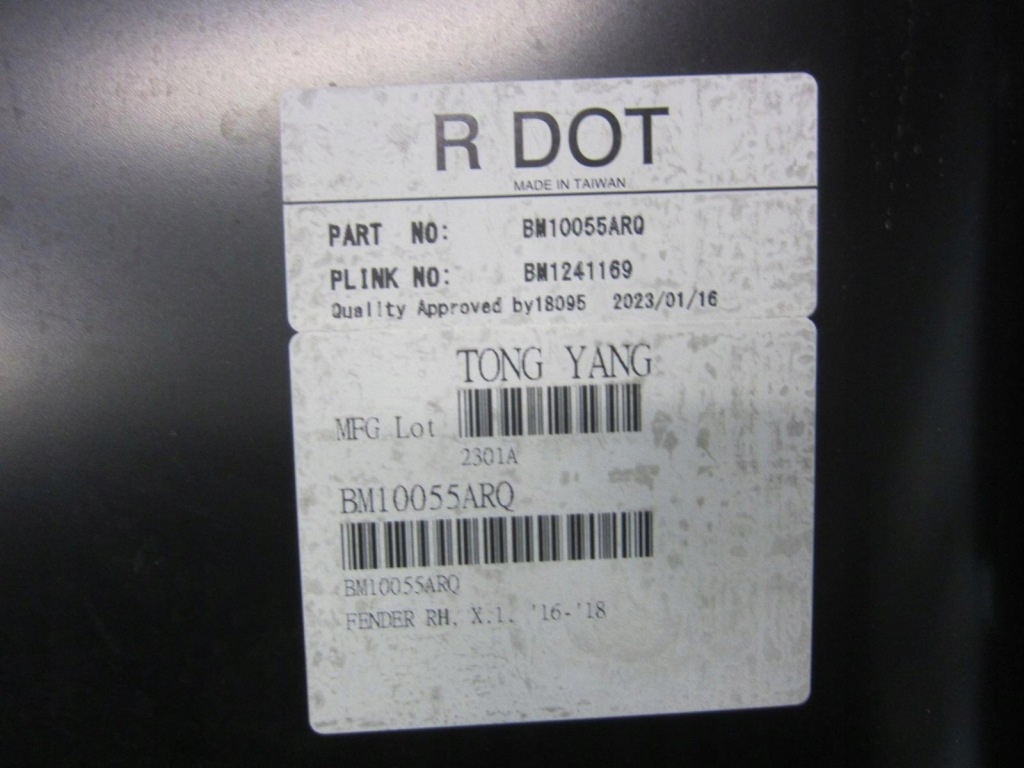 R DOT
MADE IN TAIWAN
PART NO: BM10055ARQ
PLINK NO: BM1241169
Quality Approved by18095 2023/01/16
TONG YANG
MFG Lot
2301A
BM10055ARQ
BM10055ARQ
FENDER RH. X.1. '16-'18